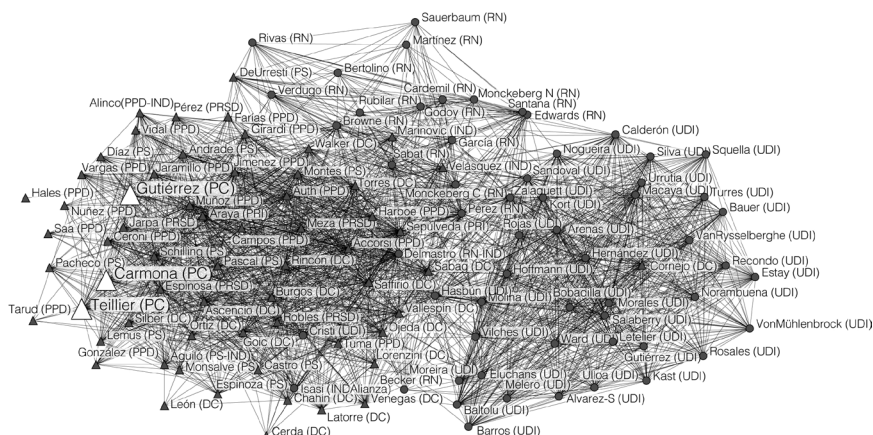 Sauerbaum (RN)
Rivas (RN)
Martínez (RN)
DeUrresti (PS)
Bertolino (RN)
Verdugo (RN)
Cardemil (RN)
Monckeberg N (RN)
Alinco(PPD-IND)
Pérez (PRSD)
Rubilar (RN)
Godoy (RN)
Santana (RN)
Edwards (RN)
Farías (PPD)
Browne (RN)
Vidal (PPD)
Girardi (PPD)
Marinovic (IND)
Calderón (UDI)
Díaz (PS)
Andrade (PS)
Walker (DC)
García (RN)
Nogueira (UDI)
Silva (UDI)
Squella (UDI)
Vargas (PPD)
Jaramillo (PPD)
Jimenez (PPD)
Montes (PS)
Sabat (RN)
Velásquez (IND)
Sandoval (UDI)
Urrutia (UDI)
Hales (PPD)
Gutiérrez (PC)
Auth (PPD)
Torres (DC)
Monckeberg C (RN)
Zalaquett (UDI)
Macaya (UDI)
Turres (UDI)
Nuñez (PPD)
Muñoz (PPD)
Araya (PRI)
Harboe (PPD)
Pérez (RN)
Kort (UDI)
Bauer (UDI)
Saa (PPD)
Jarpa (PRSD)
Ceroni (PPD)
Meza (PRSD)
Sepulveda (PRI)
Rojas (UDI)
Arenas (UDI)
VanRysselberghe (UDI)
Campos (PPD)
Accorsi (PPD)
Schilling (PS)
Pascal (PS)
Rincón (DC)
Delmastro (RN-IND)
Hernández (UDI)
Pacheco (PS)
Carmona (PC)
Sabag (DC)
Hoffmann (UDI)
Cornejo (DC)
Recondo (UDI)
Estay (UDI)
Espinosa (PRSD)
Burgos (DC)
Saffirio (DC)
Hasbún (UDI)
Bobacilla (UDI)
Norambuena (UDI)
Tarud (PPD)
Teillier (PC)
Ascencio (DC)
Molina (UDI)
Morales (UDI)
Silber (DC)
Robles (PRSD)
Vallespín (DC)
Salaberry (UDI)
VonMühlenbrock (UDI)
Lemus (PS)
Ortiz (DC)
Cristi (UDI)
Ojeda (DC)
Vilches (UDI)
Goic (DC)
Tuma (PPD)
Ward (UDI)
Letelier (UDI)
González (PPD)
Aguiló (PS-IND)
Lorenzini (DC)
Gutiérrez (UDI)
Rosales (UDI)
Monsalve (PS)
Castro (PS)
Moreira (UDI)
Eluchans (UDI)
Ulloa (UDI)
Kast (UDI)
Espinoza (PS)
Isasi (IND Alianza)
Becker (RN)
Melero (UDI)
León (DC)
Chahin (DC)
Venegas (DC)
Baltolu (UDI)
Alvarez-S (UDI)
Latorre (DC)
Barros (UDI)
Cerda (DC)